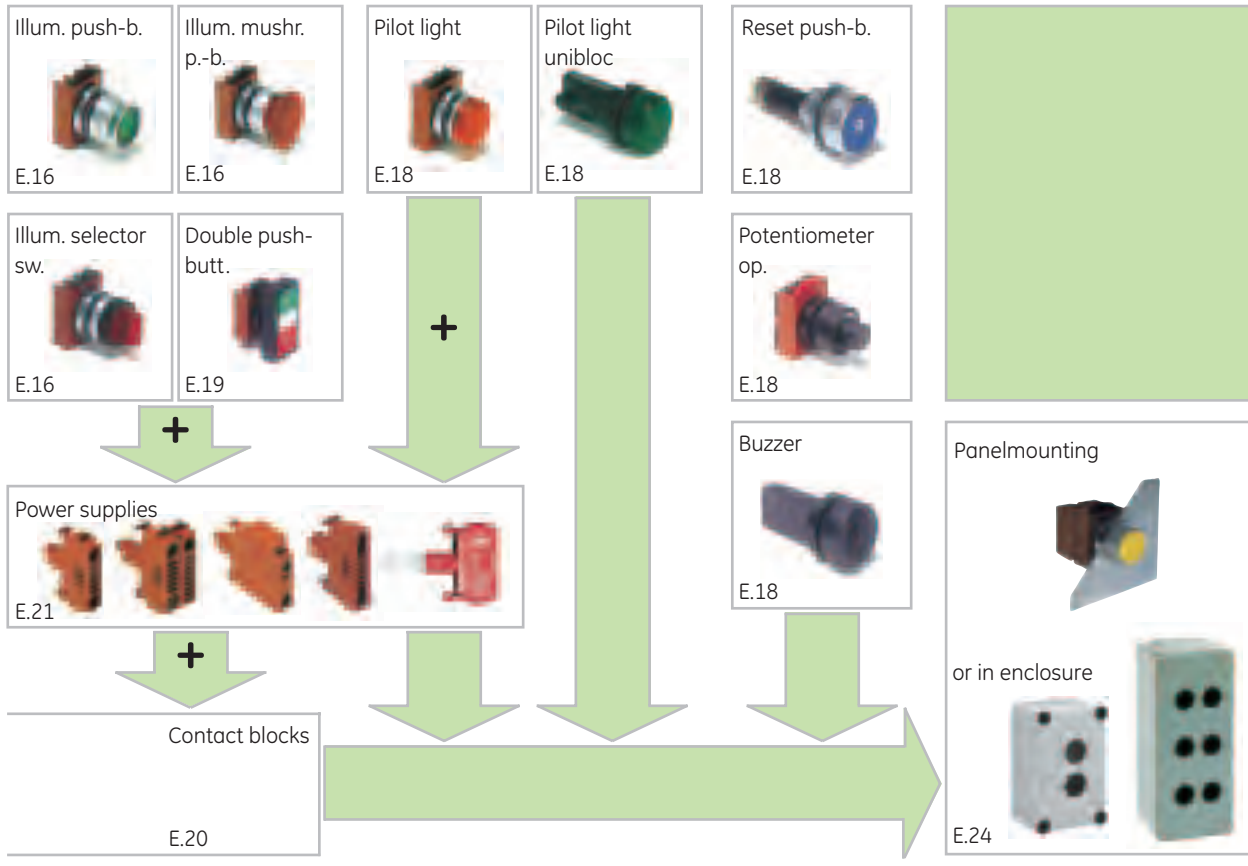 Illum. push-b.
E.16
Illum. mushr.
p.-b.
E.16
Pilot light
E.18
Pilot light
unibloc
E.18
Reset push-b.
E.18
Illum. selector
sw.
E.16
Double push-
butt.
E.19
+
+
Potentiometer
op.
E.18
Power supplies
E.21
+
Buzzer
E.18
Contact blocks
E.20
Panelmounting
or in enclosure
E.24